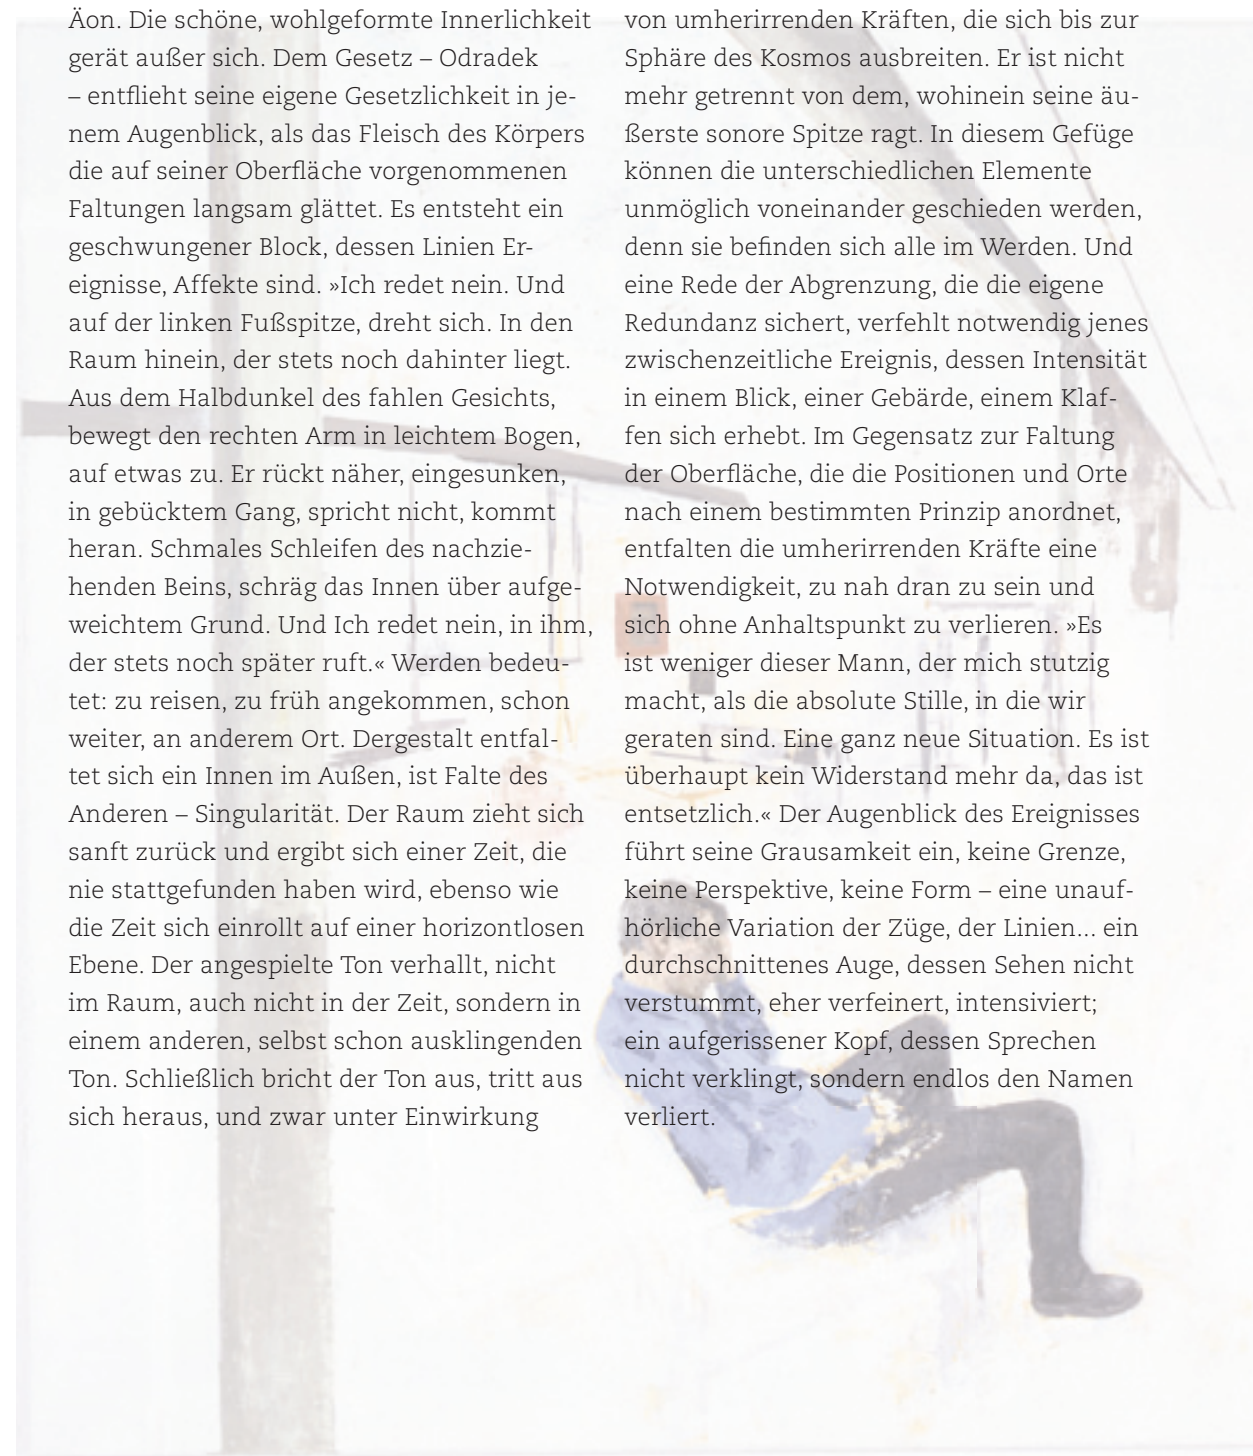 Äon. Die schöne, wohlgeformte Innerlichkeit
gerät außer sich. Dem Gesetz – Odradek
– entflieht seine eigene Gesetzlichkeit in je-
nem Augenblick, als das Fleisch des Körpers
die auf seiner Oberfläche vorgenommenen
Faltungen langsam glättet. Es entsteht ein
geschwungener Block, dessen Linien Er-
eignisse, Affekte sind. »Ich redet nein. Und
auf der linken Fußspitze, dreht sich. In den
Raum hinein, der stets noch dahinter liegt.
Aus dem Halbdunkel des fahlen Gesichts,
bewegt den rechten Arm in leichtem Bogen,
auf etwas zu. Er rückt näher, eingesunken,
in gebücktem Gang, spricht nicht, kommt
heran. Schmales Schleifen des nachzie-
henden Beins, schräg das Innen über aufge-
weichtem Grund. Und Ich redet nein, in ihm,
der stets noch später ruft.« Werden bedeu-
tet: zu reisen, zu früh angekommen, schon
weiter, an anderem Ort. Dergestalt entfal-
tet sich ein Innen im Außen, ist Falte des
Anderen – Singularität. Der Raum zieht sich
sanft zurück und ergibt sich einer Zeit, die
nie stattgefunden haben wird, ebenso wie
die Zeit sich einrollt auf einer horizontlosen
Ebene. Der angespielte Ton verhallt, nicht
im Raum, auch nicht in der Zeit, sondern in
einem anderen, selbst schon ausklingenden
Ton. Schließlich bricht der Ton aus, tritt aus
sich heraus, und zwar unter Einwirkung
von umherirrenden Kräften, die sich bis zur
Sphäre des Kosmos ausbreiten. Er ist nicht
mehr getrennt von dem, wohinein seine äu-
ßerste sonore Spitze ragt. In diesem Gefüge
können die unterschiedlichen Elemente
unmöglich voneinander geschieden werden,
denn sie befinden sich alle im Werden. Und
eine Rede der Abgrenzung, die die eigene
Redundanz sichert, verfehlt notwendig jenes
zwischenzeitliche Ereignis, dessen Intensität
in einem Blick, einer Gebärde, einem Klaf-
fen sich erhebt. Im Gegensatz zur Faltung
der Oberfläche, die die Positionen und Orte
nach einem bestimmten Prinzip anordnet,
entfalten die umherirrenden Kräfte eine
Notwendigkeit, zu nah dran zu sein und
sich ohne Anhaltspunkt zu verlieren. »Es
ist weniger dieser Mann, der mich stutzig
macht, als die absolute Stille, in die wir
geraten sind. Eine ganz neue Situation. Es ist
überhaupt kein Widerstand mehr da, das ist
entsetzlich.« Der Augenblick des Ereignisses
führt seine Grausamkeit ein, keine Grenze,
keine Perspektive, keine Form – eine unauf-
hörliche Variation der Züge, der Linien... ein
durchschnittenes Auge, dessen Sehen nicht
verstummt, eher verfeinert, intensiviert;
ein aufgerissener Kopf, dessen Sprechen
nicht verklingt, sondern endlos den Namen
verliert.